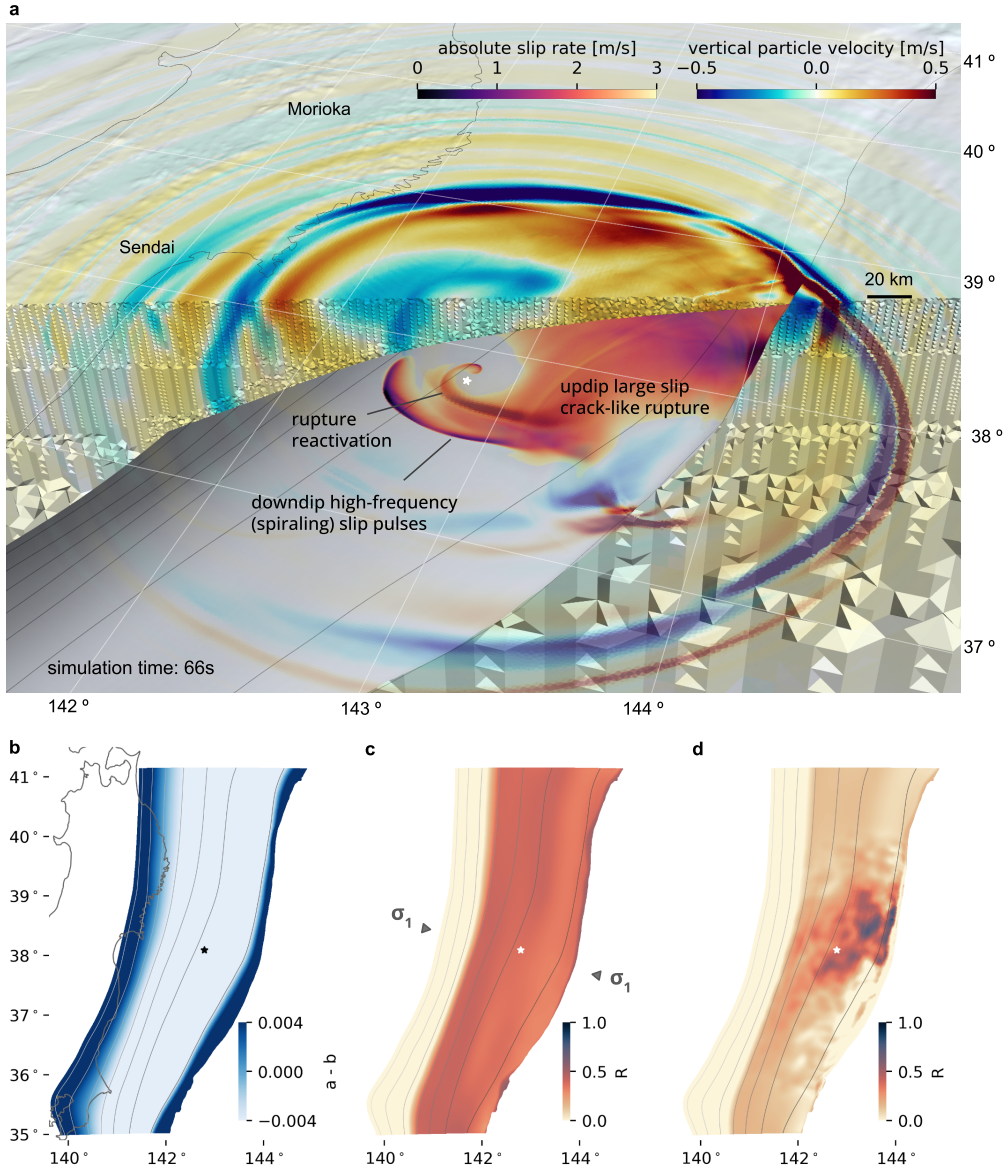 a
absolute slip rate [m/s]
0 1 2 3
vertical particle velocity [m/s]
−0.5 0.0 0.5
41 º
Morioka
40 º
Sendai
39 º
20 km
updip large slip
crack-like rupture
rupture
reactivation
38 º
downdip high-frequency
(spiraling) slip pulses
37 º
simulation time: 66s
142 º 143 º 144 º
b
41°
40°
39°
38°
37°
36°
35°
0.004
0.000
−0.004
a - b
140° 142° 144°
c
σ1
σ1
1.0
0.5
0.0
R
140° 142° 144°
d
1.0
0.5
0.0
R
140° 142° 144°